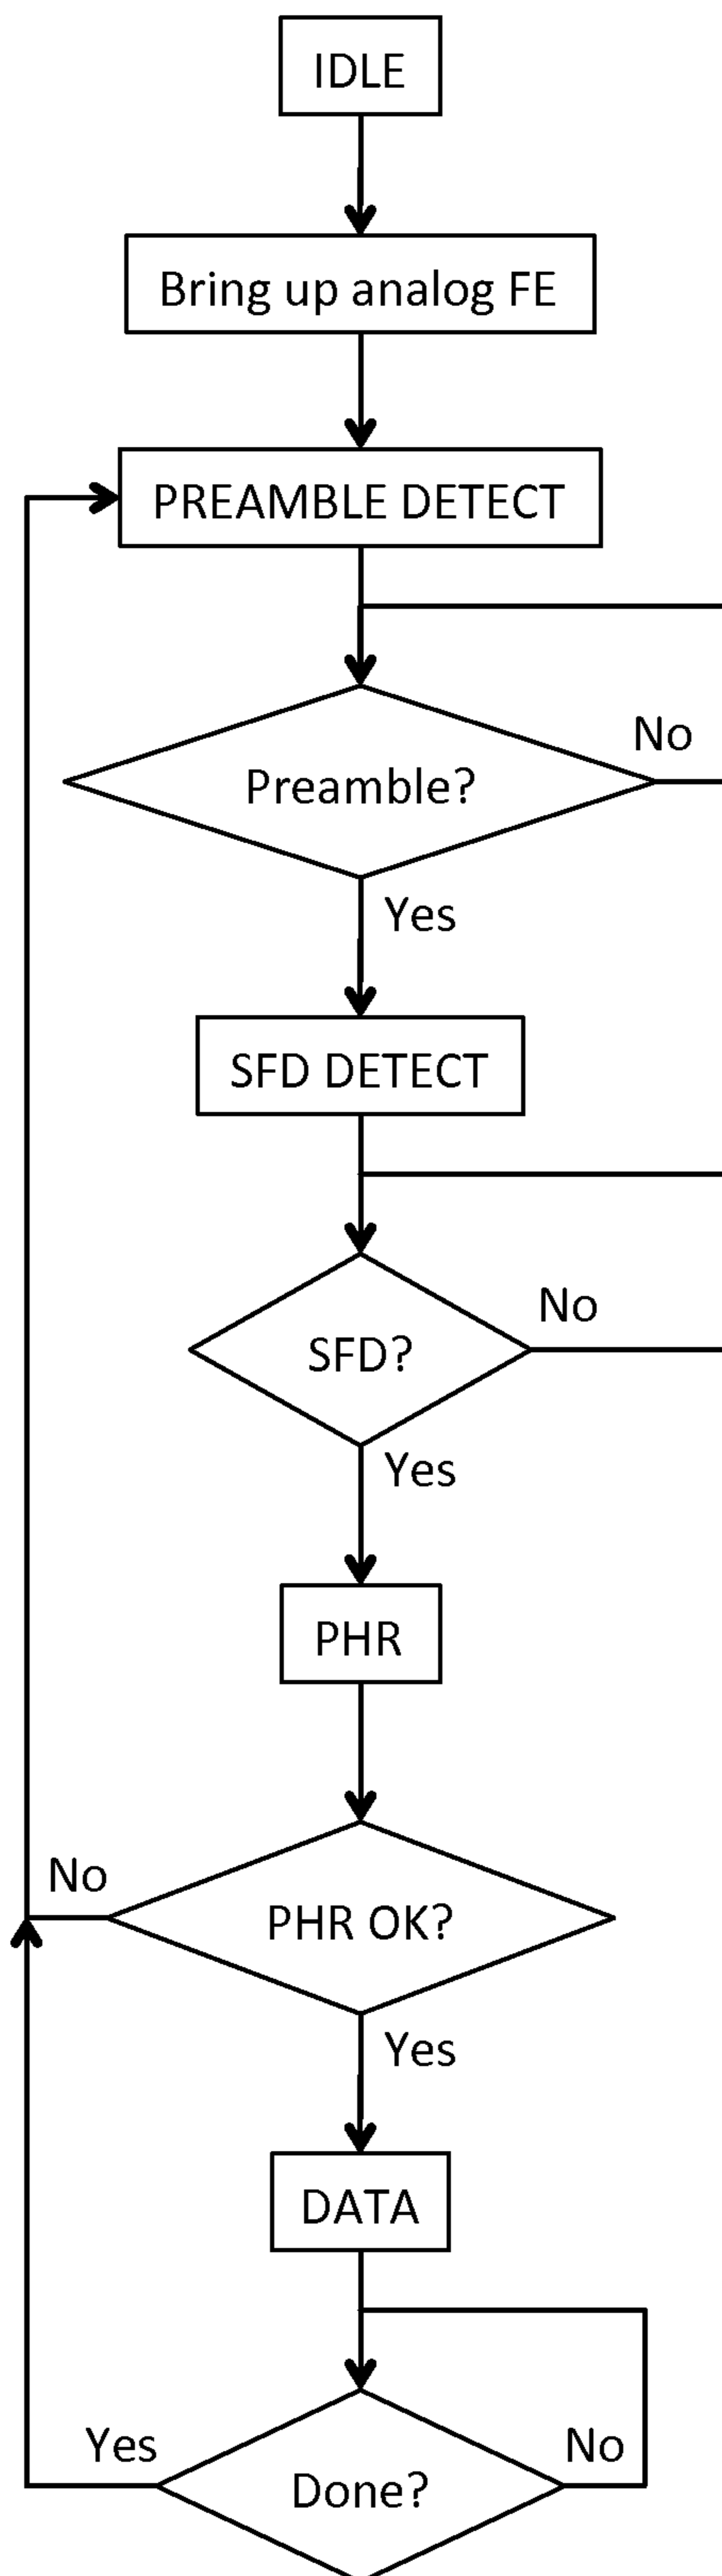 IDLE
Bring up analog FE
PREAMBLE DETECT
No
Preamble?
Yes
SFD DETECT
No
SFD?
Yes
PHR
No
PHR OK?
Yes
DATA
Yes
No
Done?